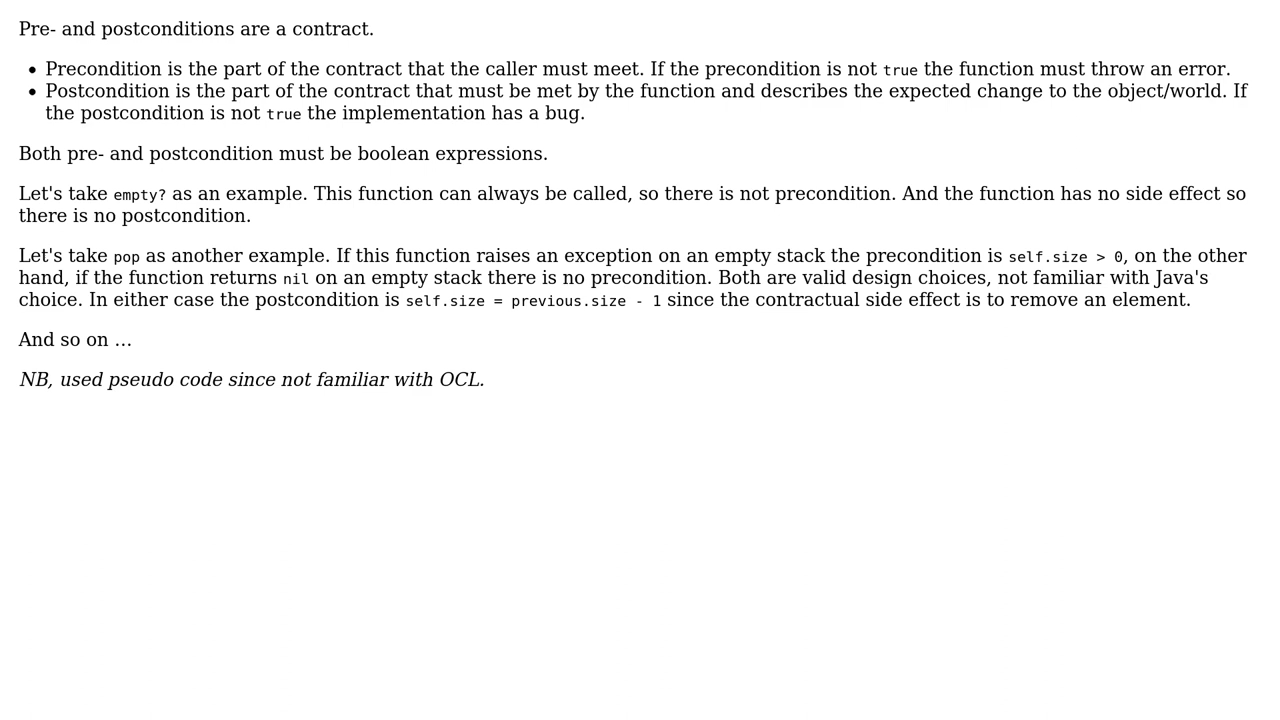 Pre- and postconditions are a contract.
• Precondition is the part of the contract that the caller must meet. If the precondition is not true the function must throw an error.
• Postcondition is the part of the contract that must be met by the function and describes the expected change to the object/world. If
the postcondition is not true the implementation has a bug.
Both pre- and postcondition must be boolean expressions.
Let's take empty? as an example. This function can always be called, so there is not precondition. And the function has no side effect so
there is no postcondition.
Let's take pop as another example. If this function raises an exception on an empty stack the precondition is self.size > 0, on the other
hand, if the function returns nil on an empty stack there is no precondition. Both are valid design choices, not familiar with Java's
choice. In either case the postcondition is self.size = previous.size - 1 since the contractual side effect is to remove an element.
And so on …
NB, used pseudo code since not familiar with OCL.